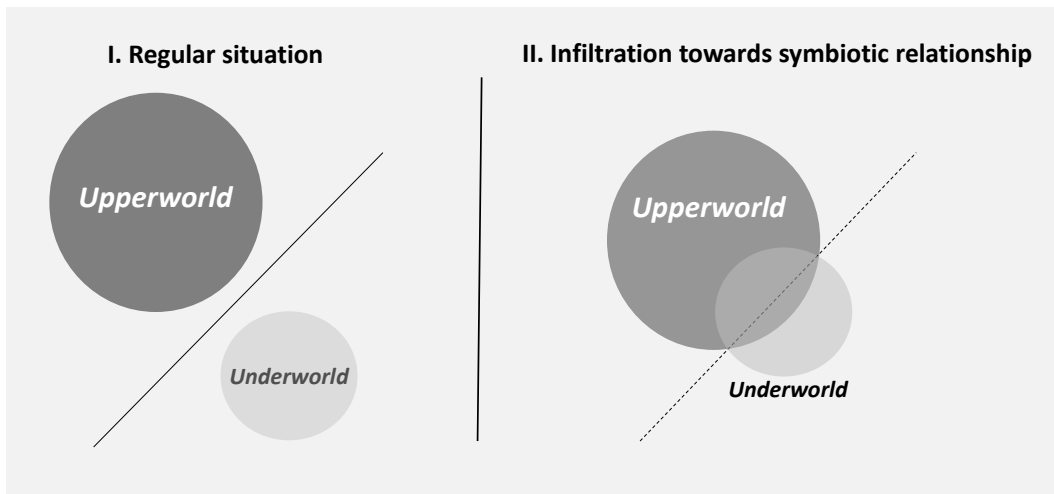 I. Regular situation
Upperworld
Underworld
II. Infiltration towards symbiotic relationship
Upperworld
Underworld